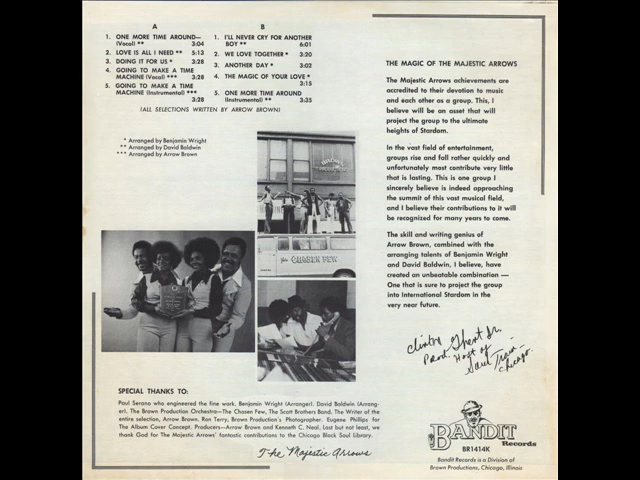 A
1. ONE MORE TIME AROUND—
(Vocal) ** 3:04
2. LOVE IS ALL I NEED ** 5:13
3. DOING IT FOR US * 3:28
4. GOING TO MAKE A TIME
MACHINE (Vocal) *** 3:28
5. GOING TO MAKE A TIME
MACHINE (Instrumental) ***
3:28
B
1. I'LL NEVER CRY FOR ANOTHER
BOY ** 6:01
2. WE LOVE TOGETHER * 3:20
3. ANOTHER DAY * 3:02
4. THE MAGIC OF YOUR LOVE *
3:15
5. ONE MORE TIME AROUND
(Instrumental) ** 3:35
(ALL SELECTIONS WRITTEN BY ARROW BROWN)
* Arranged by Benjamin Wright
** Arranged by David Baldwin
*** Arranged by Arrow Brown
CHOSEN FEW
THE MAGIC OF THE MAJESTIC ARROWS
The Majestic Arrows achievements are
accredited to their devotion to music
and each other as a group. This, I
believe will be an asset that will
project the group to the ultimate
heights of Stardom.
In the vast field of entertainment,
groups rise and fall rather quickly and
unfortunately most contribute very little
that is lasting. This is one group I
sincerely believe is indeed approaching
the summit of this vast musical field,
and I believe their contributions to it will
be recognized for many years to come.
The skill and writing genius of
Arrow Brown, combined with the
arranging talents of Benjamin Wright
and David Baldwin, I believe, have
created an unbeatable combination —
One that is sure to project the group
into International Stardom in the
very near future.
Clinton Ghent Jr.
Prod. Host of
Soul Train-
Chicago.
SPECIAL THANKS TO:
Paul Serano who engineered the fine work. Benjamin Wright (Arranger). David Baldwin (Arrang-
er). The Brown Production Orchestra—The Chosen Few, The Scott Brothers Band. The Writer of the
entire selection, Arrow Brown. Ron Terry, Brown Production's Photographer. Eugene Phillips for
The Album Cover Concept. Producers—Arrow Brown and Kenneth C. Neal. Last but not least, we
thank God for The Majestic Arrows' fantastic contributions to the Chicago Black Soul Library.
The Majestic Arrows
BANDIT
Records
BR1414K
Bandit Records is a Division of
Brown Productions, Chicago, Illinois